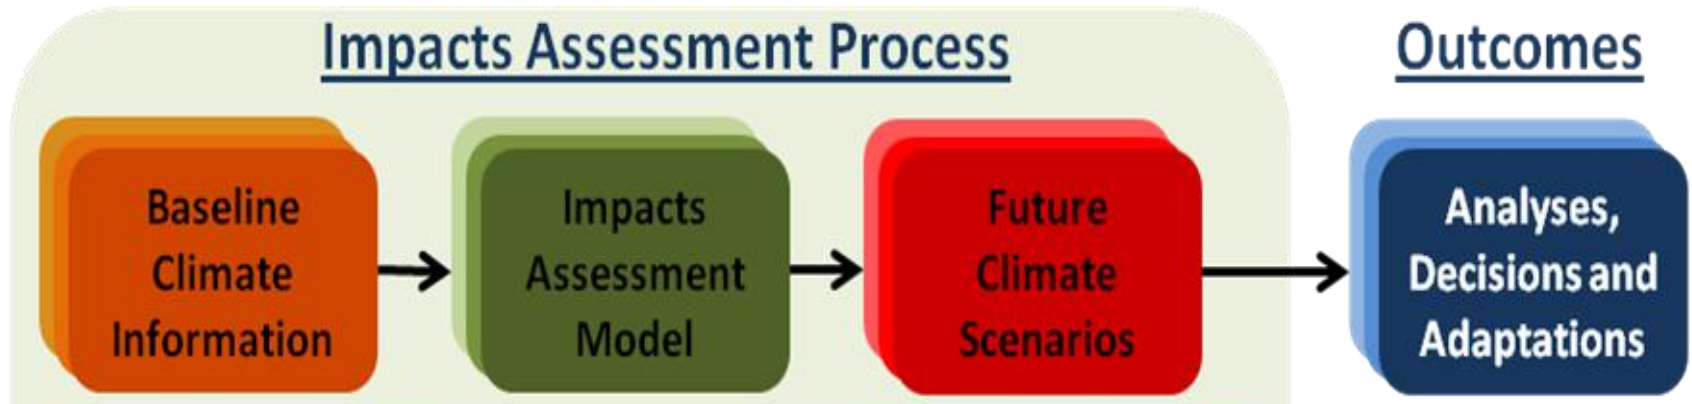 Impacts Assessment Process
Outcomes
Baseline
Climate
Information
Impacts
Assessment
Model
Future
Climate
Scenarios
Analyses,
Decisions and
Adaptations